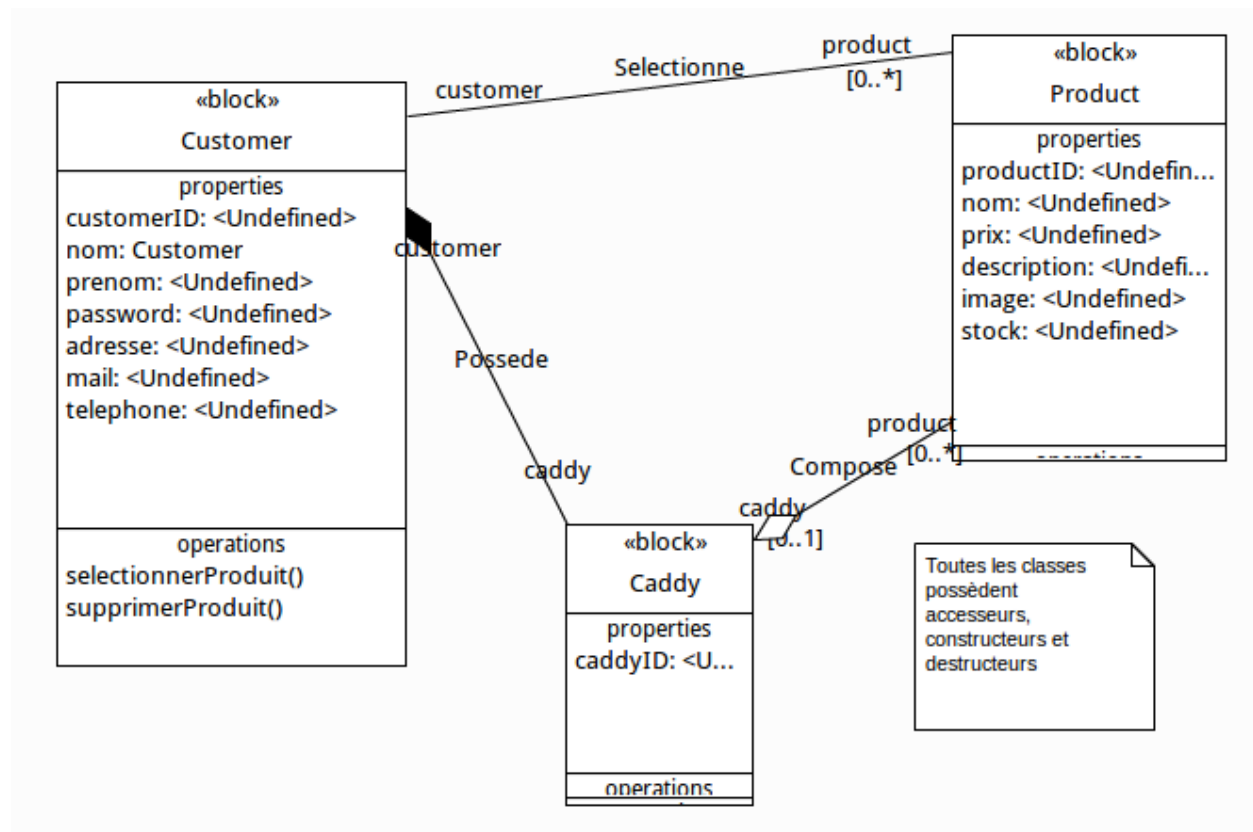 «block»
Customer
properties
customerID: <Undefined>
nom: Customer
prenom: <Undefined>
password: <Undefined>
adresse: <Undefined>
mail: <Undefined>
telephone: <Undefined>
operations
selectionnerProduit()
supprimerProduit()
customer
Selectionne
product
[0..*]
«block»
Product
properties
productID: <Undefin...
nom: <Undefined>
prix: <Undefined>
description: <Undefi...
image: <Undefined>
stock: <Undefined>
operations
customer
Possede
caddy
product
[0..*]
Compose
caddy
[0..1]
«block»
Caddy
properties
caddyID: <U...
operations
Toutes les classes
possèdent
accesseurs,
constructeurs et
destructeurs